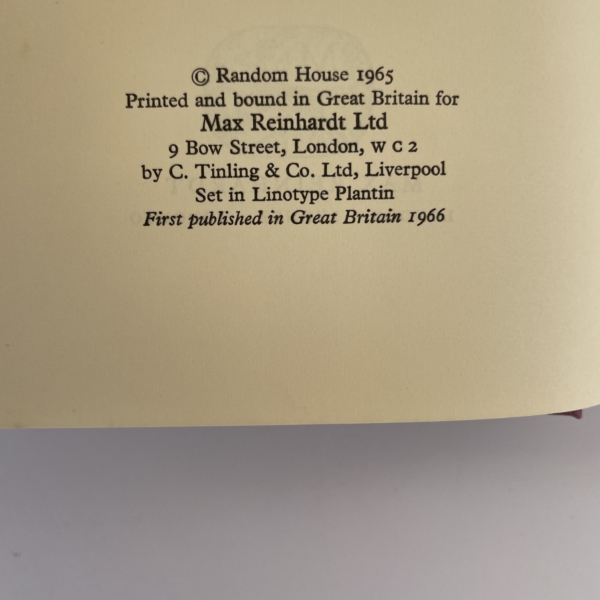 © Random House 1965
Printed and bound in Great Britain for
Max Reinhardt Ltd
9 Bow Street, London, W C 2
by C. Tinling & Co. Ltd, Liverpool
Set in Linotype Plantin
First published in Great Britain 1966